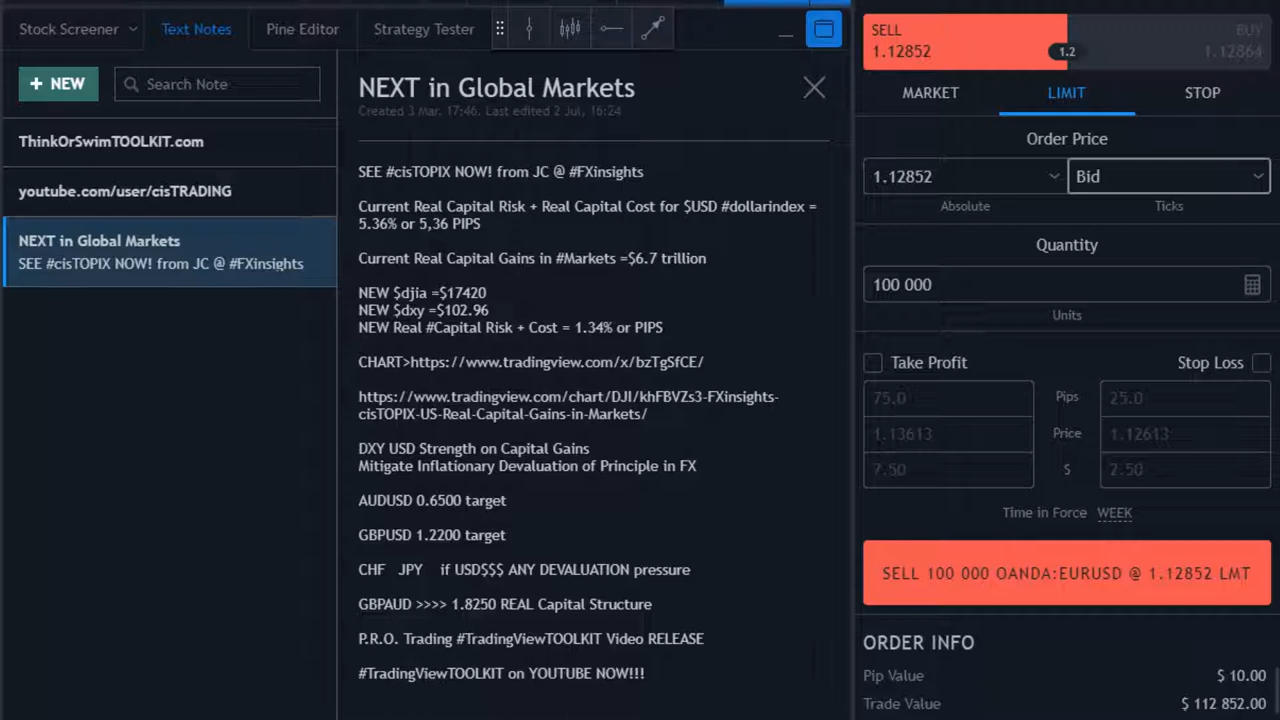 Stock Screener
Text Notes
Pine Editor
Strategy Tester
+ NEW
Search Note
ThinkOrSwimTOOLKIT.com
youtube.com/user/cisTRADING
NEXT in Global Markets
SEE #cisTOPIX NOW! from JC @ #FXinsights
NEXT in Global Markets
Created 3 Mar. 17:46. Last edited 2 Jul, 16:24
SEE #cisTOPIX NOW! from JC @ #FXinsights
Current Real Capital Risk + Real Capital Cost for $USD #dollarindex =
5.36% or 5,36 PIPS
Current Real Capital Gains in #Markets =$6.7 trillion
NEW $djia =$17420
NEW $dxy =$102.96
NEW Real #Capital Risk + Cost = 1.34% or PIPS
CHART>https://www.tradingview.com/x/bzTgSfCE/
https://www.tradingview.com/chart/DJI/khFBVZs3-FXinsights-
cisTOPIX-US-Real-Capital-Gains-in-Markets/
DXY USD Strength on Capital Gains
Mitigate Inflationary Devaluation of Principle in FX
AUDUSD 0.6500 target
GBPUSD 1.2200 target
CHF JPY if USD$$$ ANY DEVALUATION pressure
GBPAUD >>>> 1.8250 REAL Capital Structure
P.R.O. Trading #TradingViewTOOLKIT Video RELEASE
#TradingViewTOOLKIT on YOUTUBE NOW!!!
SELL
1.12852
1.2
BUY
1.12864
MARKET
LIMIT
STOP
Order Price
1.12852
Bid
Absolute
Ticks
Quantity
100 000
Units
Take Profit
Stop Loss
75.0
Pips
25.0
1.13613
Price
1.12613
7.50
$
2.50
Time in Force WEEK
SELL 100 000 OANDA:EURUSD @ 1.12852 LMT
ORDER INFO
Pip Value
$ 10.00
Trade Value
$ 112 852.00